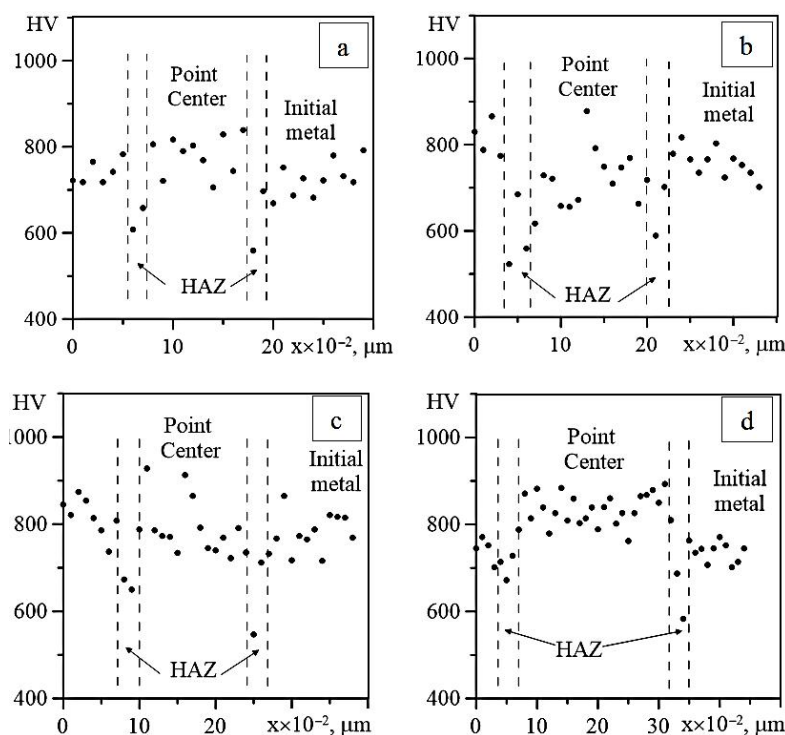 HV
a
1000
Point
Center
Initial
metal
800
600
HAZ
400
0
10
20
x×10⁻², μm
HV
b
1000
Point
Center
Initial
metal
800
600
HAZ
400
0
10
20
x×10⁻², μm
HV
c
1000
Point
Center
Initial
metal
800
600
HAZ
400
0
10
20
x×10⁻², μm
HV
d
1000
Point
Center
Initial
metal
800
600
HAZ
400
0
10
20
30
x×10⁻², μm